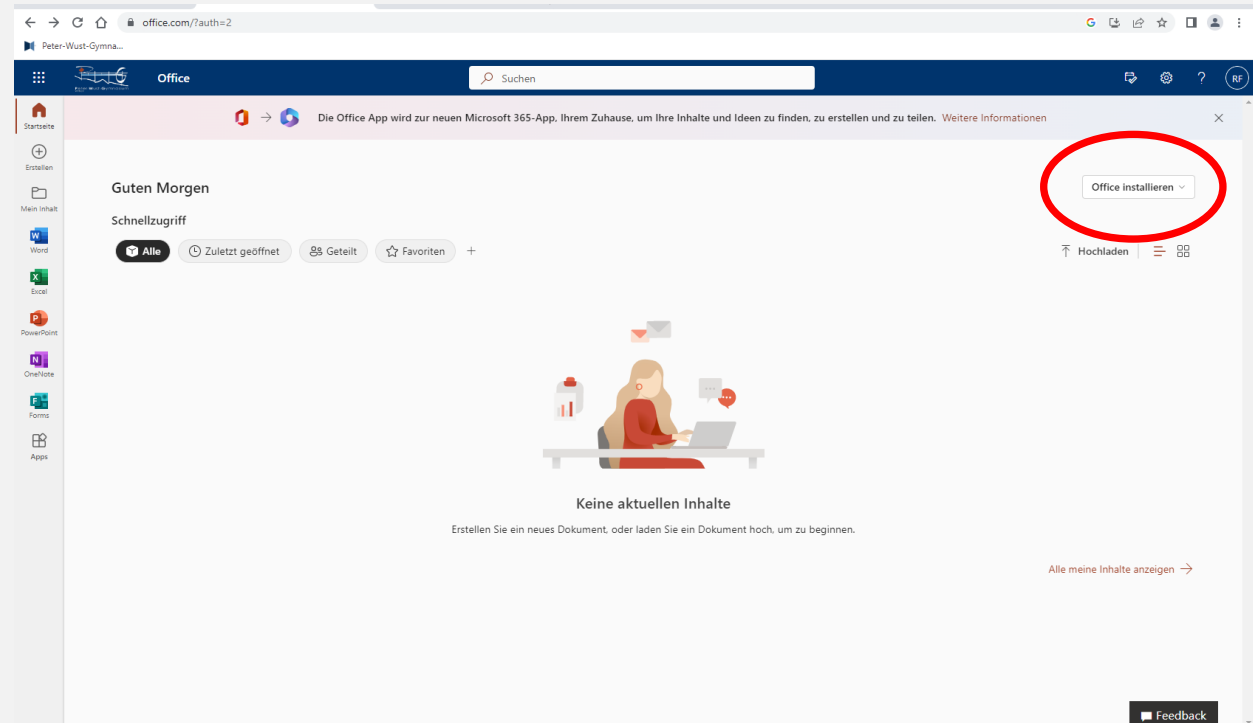 office.com/?auth=2
Peter-Wust-Gymna...
Office
Suchen
RF
Die Office App wird zur neuen Microsoft 365-App, Ihrem Zuhause, um Ihre Inhalte und Ideen zu finden, zu erstellen und zu teilen. Weitere Informationen
Startseite
Erstellen
Mein Inhalt
Word
Excel
PowerPoint
OneNote
Forms
Apps
Guten Morgen
Office installieren
Schnellzugriff
Alle
Zuletzt geöffnet
Geteilt
Favoriten
Hochladen
Keine aktuellen Inhalte
Erstellen Sie ein neues Dokument, oder laden Sie ein Dokument hoch, um zu beginnen.
Alle meine Inhalte anzeigen
Feedback